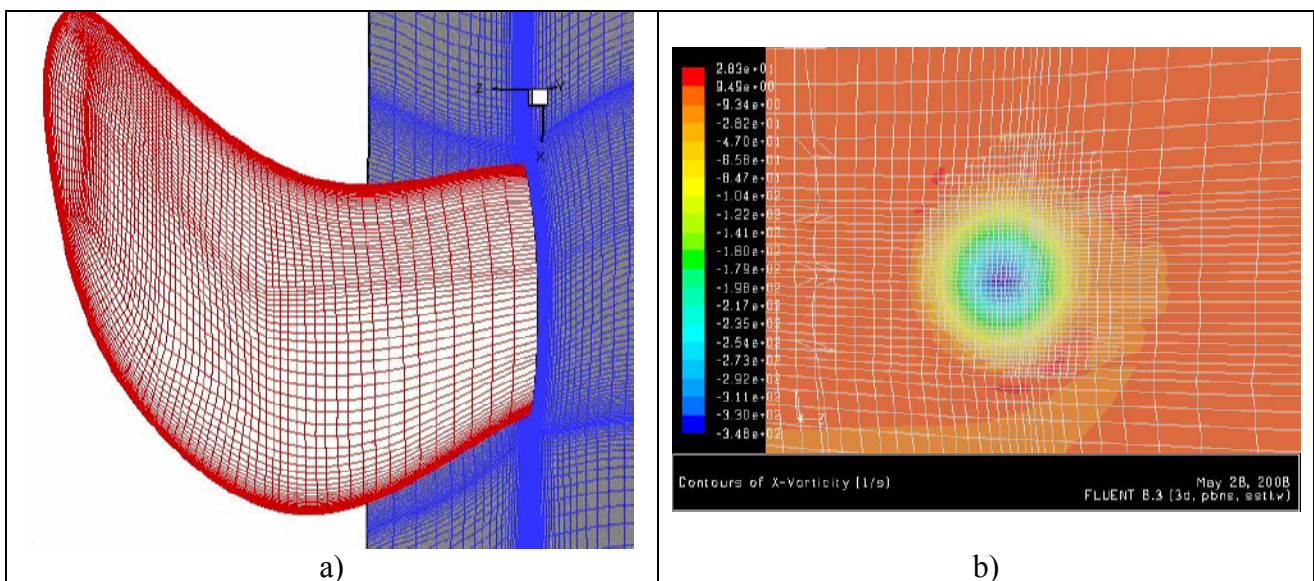 Z
Y
X
2.83e+01
9.49e+00
-9.34e+00
-2.82e+01
-4.70e+01
-6.58e+01
-8.47e+01
-1.04e+02
-1.22e+02
-1.41e+02
-1.60e+02
-1.79e+02
-1.98e+02
-2.17e+02
-2.35e+02
-2.54e+02
-2.73e+02
-2.92e+02
-3.11e+02
-3.30e+02
-3.48e+02
Z
Contours of X-Vorticity (1/s)
May 28, 2008
FLUENT 6.3 (3d, pbns, sstkw)
a)
b)